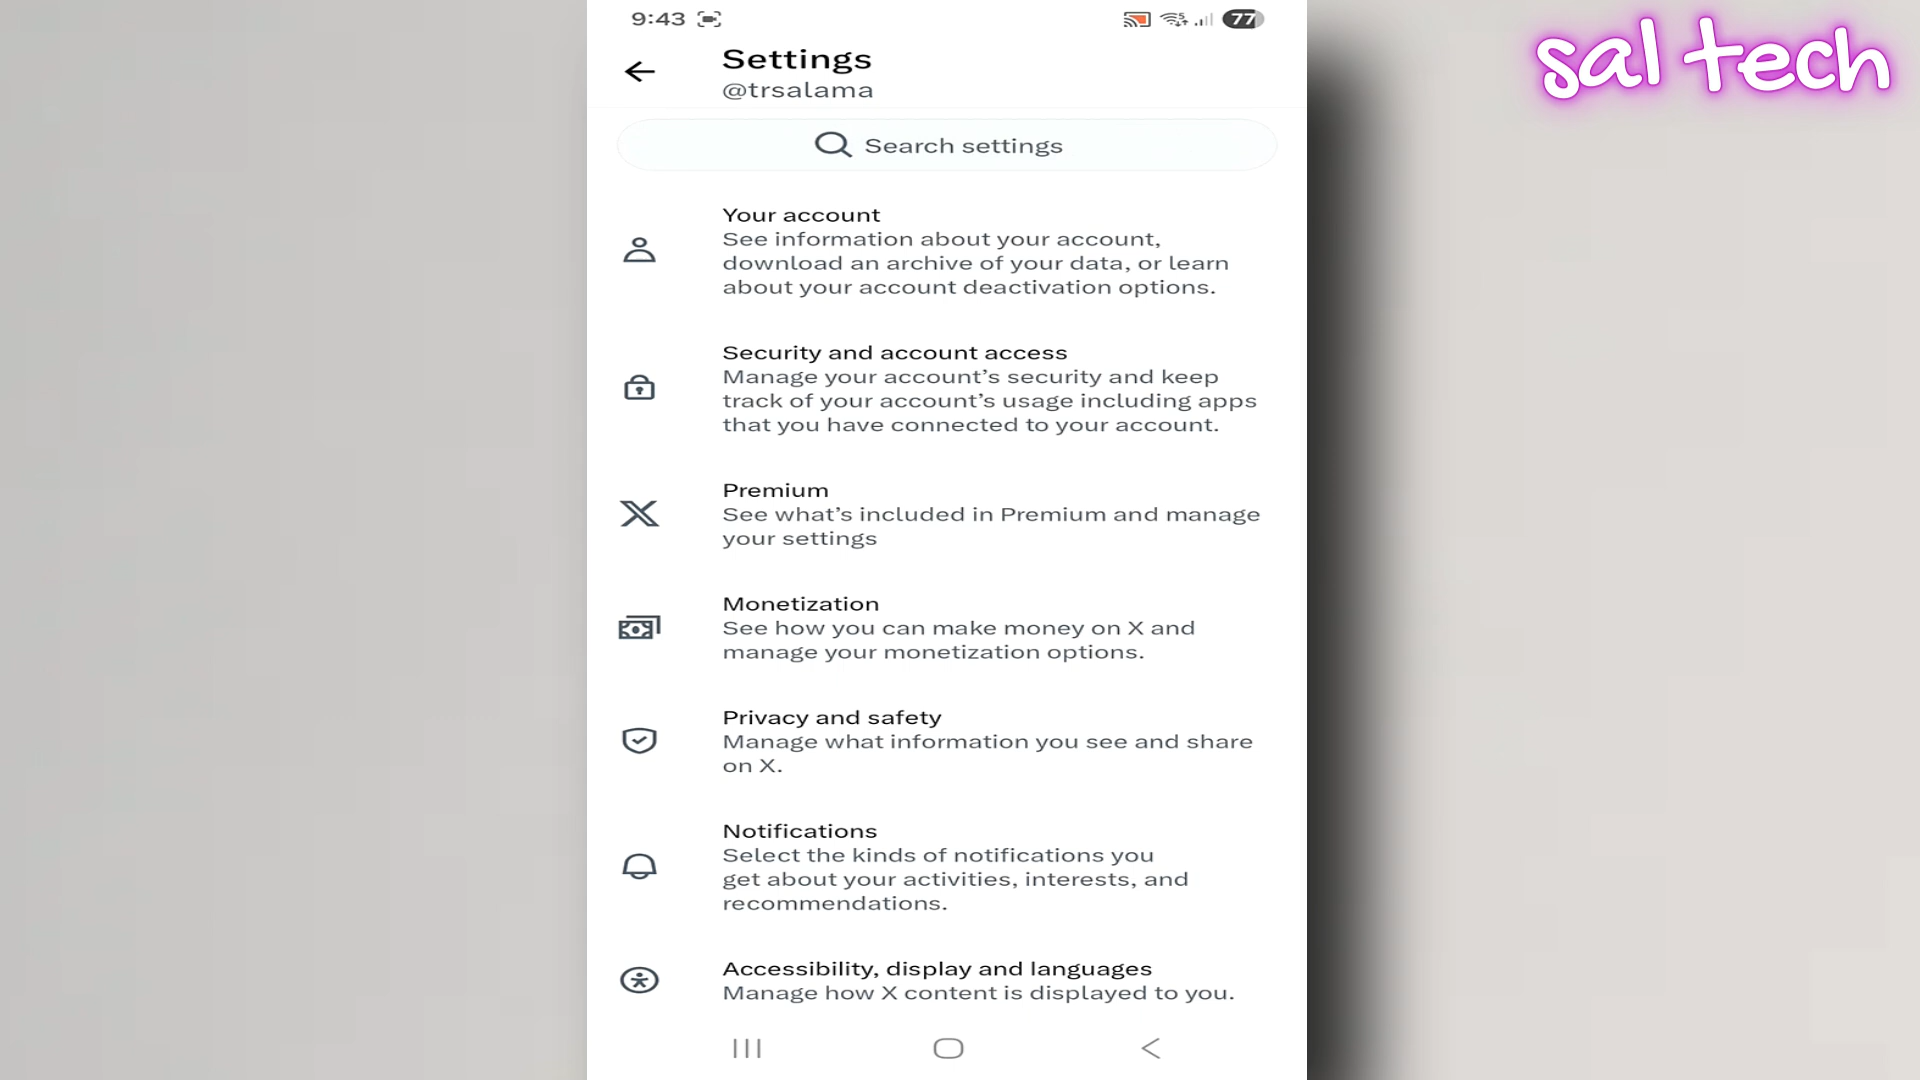 9:43
77
sal tech
Settings
@trsalama
Search settings
Your account
See information about your account,
download an archive of your data, or learn
about your account deactivation options.
Security and account access
Manage your account’s security and keep
track of your account’s usage including apps
that you have connected to your account.
Premium
See what’s included in Premium and manage
your settings
Monetization
See how you can make money on X and
manage your monetization options.
Privacy and safety
Manage what information you see and share
on X.
Notifications
Select the kinds of notifications you
get about your activities, interests, and
recommendations.
Accessibility, display and languages
Manage how X content is displayed to you.